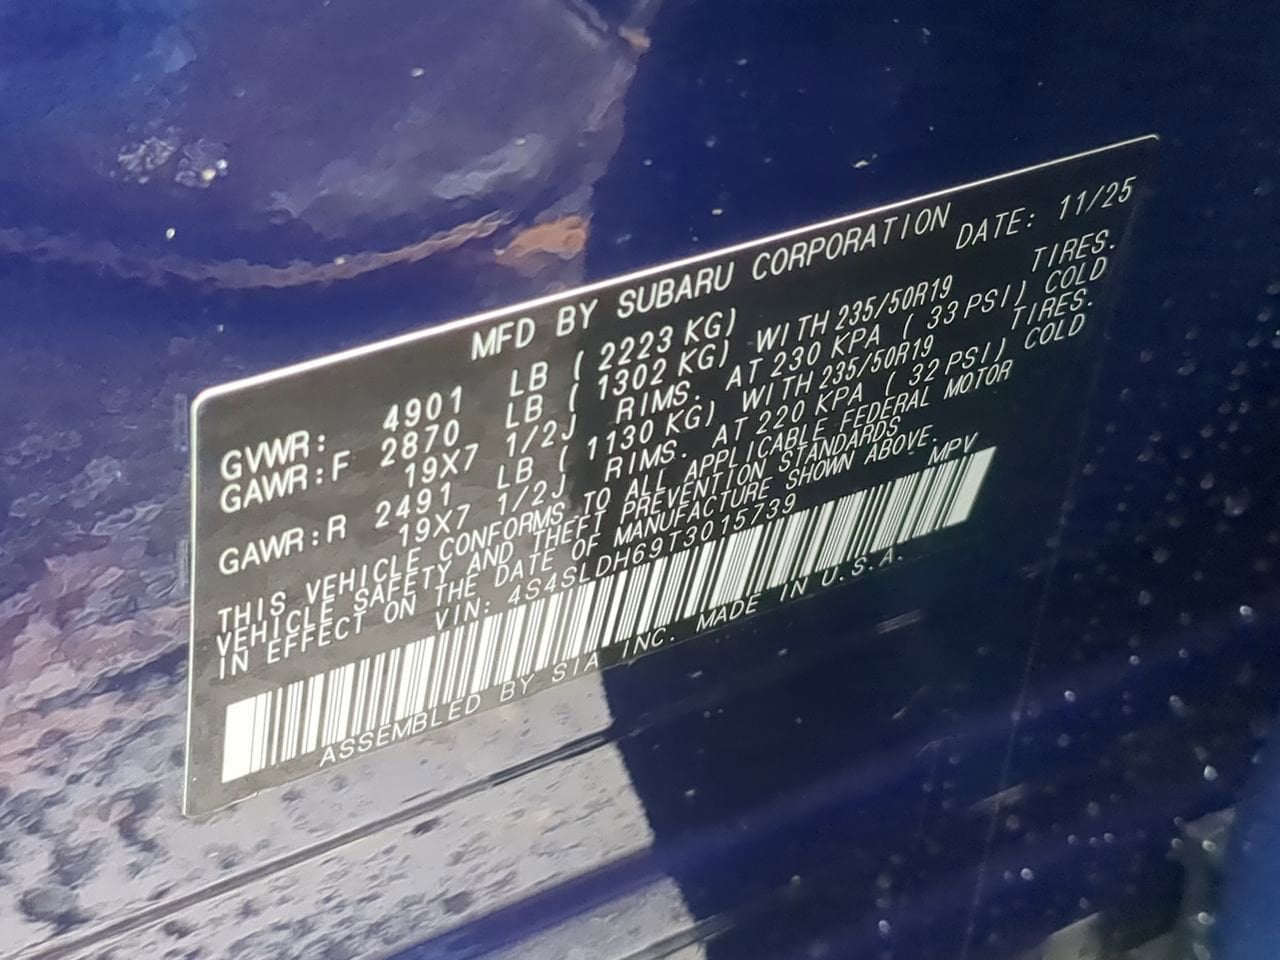 MFD BY SUBARU CORPORATION
DATE: 11/25
GVWR: 4901 LB ( 2223 KG)
GAWR:F 2870 LB ( 1302 KG) WITH 235/50R19 TIRES.
19X7 1/2J RIMS. AT 230 KPA ( 33 PSI) COLD
GAWR:R 2491 LB ( 1130 KG) WITH 235/50R19 TIRES.
19X7 1/2J RIMS. AT 220 KPA ( 32 PSI) COLD
THIS VEHICLE CONFORMS TO ALL APPLICABLE FEDERAL MOTOR
VEHICLE SAFETY AND THEFT PREVENTION STANDARDS
IN EFFECT ON THE DATE OF MANUFACTURE SHOWN ABOVE.
VIN: 4S4SLDH69T3015739 MPV
ASSEMBLED BY SIA INC. MADE IN U.S.A.